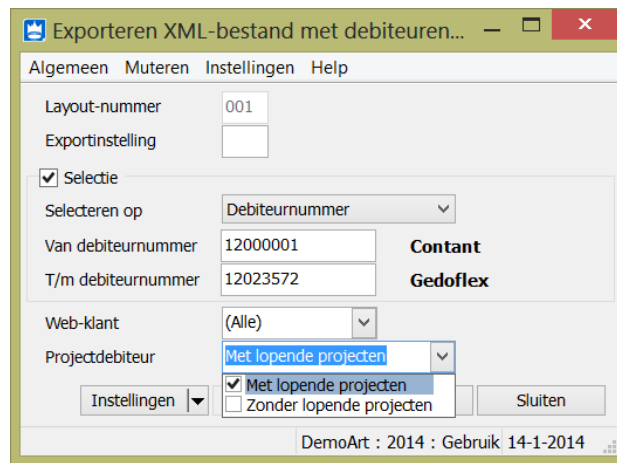 Exporteren XML-bestand met debiteuren...
Algemeen Muteren Instellingen Help
Layout-nummer 001
Exportinstelling
Selectie
Selecteren op Debiteurnummer
Van debiteurnummer 12000001 Contant
T/m debiteurnummer 12023572 Gedoflex
Web-klant (Alle)
Projectdebiteur Met lopende projecten
Met lopende projecten
Zonder lopende projecten
Instellingen Sluiten
DemoArt : 2014 : Gebruik 14-1-2014